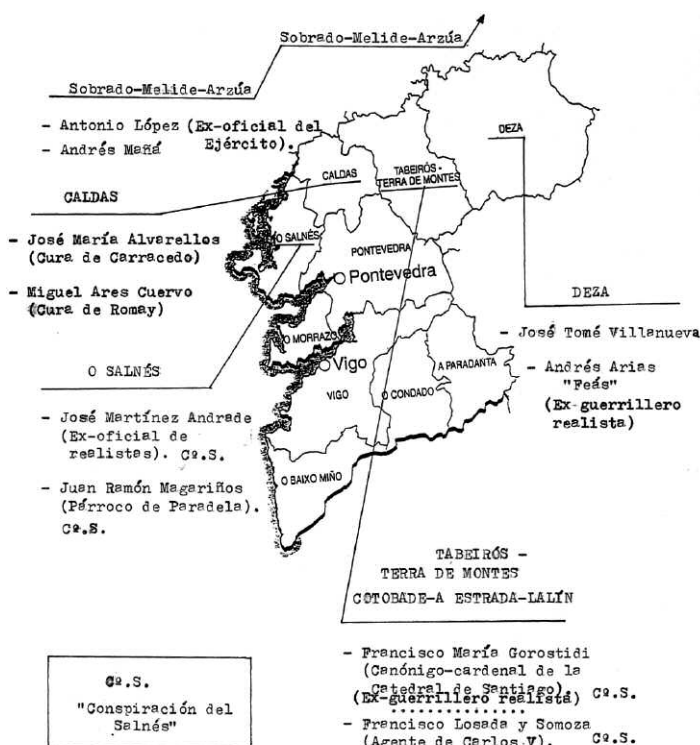 Sobrado-Melide-Arzúa
Sobrado-Melide-Arzúa
- Antonio López (Ex-oficial del
Ejército).
- Andrés Mañá
CALDAS
- José María Alvarellos
(Cura de Carracedo)
- Miguel Ares Cuervo
(Cura de Romay)
O SALNÉS
- José Martínez Andrade
(Ex-oficial de
realistas). Cª.S.
- Juan Ramón Magariños
(Párroco de Paradela).
Cª.S.
DEZA
CALDAS
TABEIRÓS -
TERRA DE MONTES
O SALNÉS
PONTEVEDRA
Pontevedra
O MORRAZO
Vigo
VIGO
O CONDADO
A PARADANTA
O BAIXO MIÑO
DEZA
- José Tomé Villanueva
- Andrés Arias
"Feás"
(Ex-guerrillero
realista)
TABEIRÓS -
TERRA DE MONTES
COTOBADE-A ESTRADA-LALÍN
- Francisco María Gorostidi
(Canónigo-cardenal de la
Catedral de Santiago).
(Ex-guerrillero realista) Cª.S.
- Francisco Losada y Somoza
(Agente de Carlos V). Cª.S.
Cª.S.
"Conspiración del
Salnés"